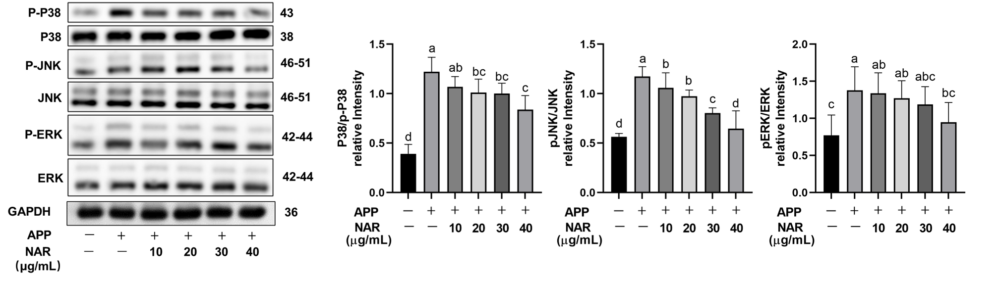 P-P38 43
P38 38
P-JNK 46-51
JNK 46-51
P-ERK 42-44
ERK 42-44
GAPDH 36
APP — + + + + +
NAR — — 10 20 30 40
(μg/mL)
P38/p-P38
relative Intensity
1.5
1.0
0.5
0.0
d a ab bc bc c
APP — + + + + +
NAR — — 10 20 30 40
(μg/mL)
pJNK/JNK
relative Intensity
1.5
1.0
0.5
0.0
d a b b c d
APP — + + + + +
NAR — — 10 20 30 40
(μg/mL)
pERK/ERK
relative Intensity
2.0
1.5
1.0
0.5
0.0
c a ab ab abc bc
APP — + + + + +
NAR — — 10 20 30 40
(μg/mL)